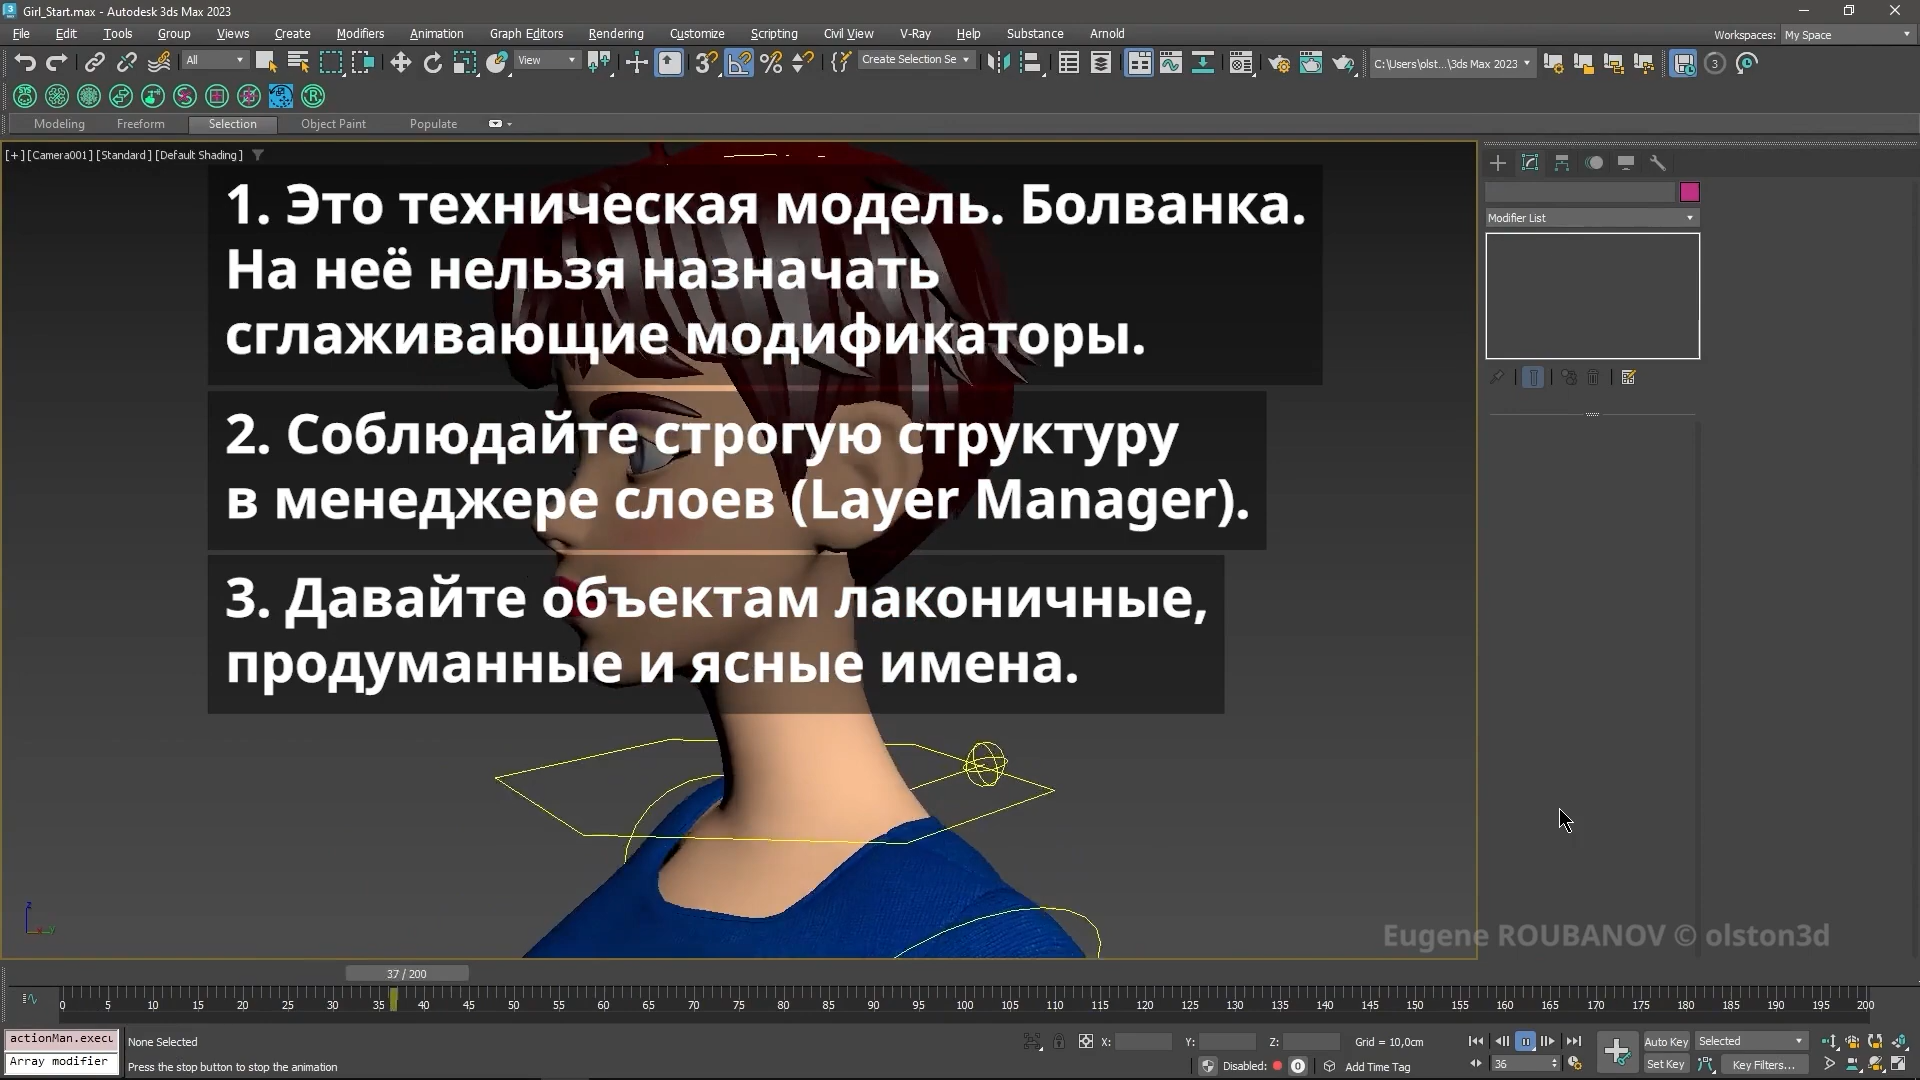 Girl_Start.max - Autodesk 3ds Max 2023
File Edit Tools Group Views Create Modifiers Animation Graph Editors Rendering Customize Scripting Civil View V-Ray Help Substance Arnold Workspaces: My Space
All View Create Selection Se C:\Users\olst...\3ds Max 2023 3
Modeling Freeform Selection Object Paint Populate
[+] [Camera001] [Standard] [Default Shading]
Modifier List
1. Это техническая модель. Болванка.
На неё нельзя назначать
сглаживающие модификаторы.
2. Соблюдайте строгую структуру
в менеджере слоев (Layer Manager).
3. Давайте объектам лаконичные,
продуманные и ясные имена.
Eugene ROUBANOV © olston3d
37 / 200
0 5 10 15 20 25 30 35 40 45 50 55 60 65 70 75 80 85 90 95 100 105 110 115 120 125 130 135 140 145 150 155 160 165 170 175 180 185 190 195 200
actionMan.execu None Selected X: Y: Z: Grid = 10,0cm Auto Key Selected
Array modifier Press the stop button to stop the animation Disabled: 0 Add Time Tag 36 Set Key Key Filters...